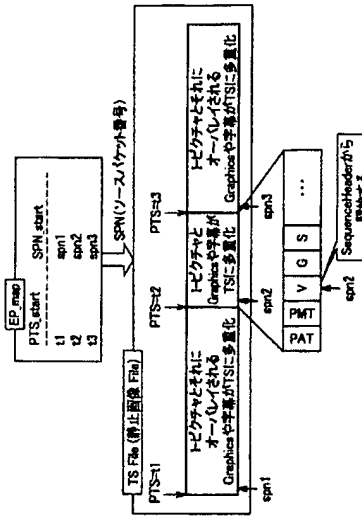 EP_map
PTS_start SPN_start
t1 spn1
t2 spn2
t3 spn3
SPN(ソースパケット番号)
TS File (静止画像 File)
PTS=t1
PTS=t2
PTS=t3
I-ピクチャとそれに
オーバレイされる
Graphicsや字幕がTSに多重化
I-ピクチャと
Graphicsや字幕が
TSに多重化
I-ピクチャとそれに
オーバレイされる
Graphicsや字幕がTSに多重化
spn1
spn2
spn3
PAT PMT V G S ...
spn2
SequenceHeaderから